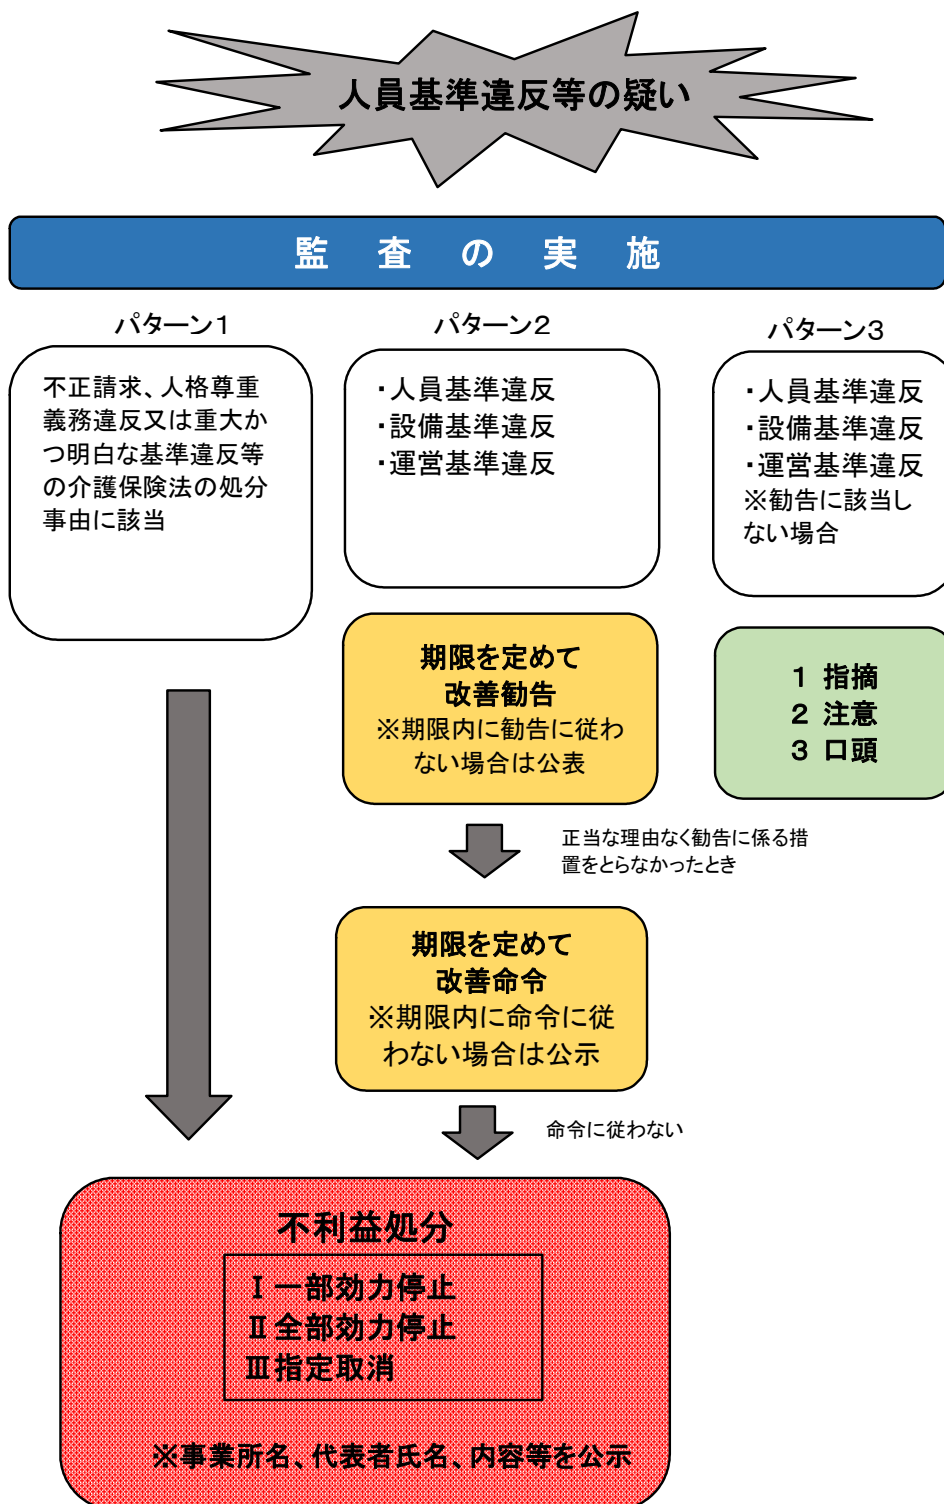 人員基準違反等の疑い
監 査 の 実 施
パターン1
不正請求、人格尊重
義務違反又は重大か
つ明白な基準違反等
の介護保険法の処分
事由に該当
パターン2
・人員基準違反
・設備基準違反
・運営基準違反
パターン3
・人員基準違反
・設備基準違反
・運営基準違反
※勧告に該当し
ない場合
期限を定めて
改善勧告
※期限内に勧告に従わ
ない場合は公表
1 指摘
2 注意
3 口頭
正当な理由なく勧告に係る措
置をとらなかったとき
期限を定めて
改善命令
※期限内に命令に従
わない場合は公示
命令に従わない
不利益処分
Ⅰ 一部効力停止
Ⅱ 全部効力停止
Ⅲ 指定取消
※事業所名、代表者氏名、内容等を公示